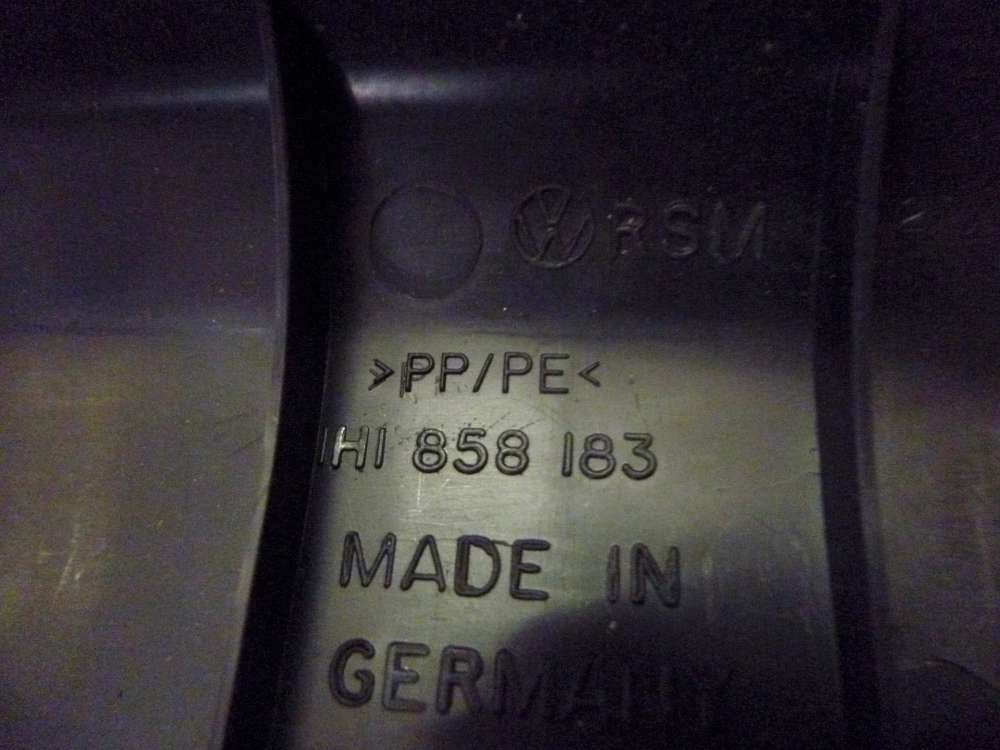 RSM
>PP/PE<
1H1 858 183
MADE IN
GERMANY